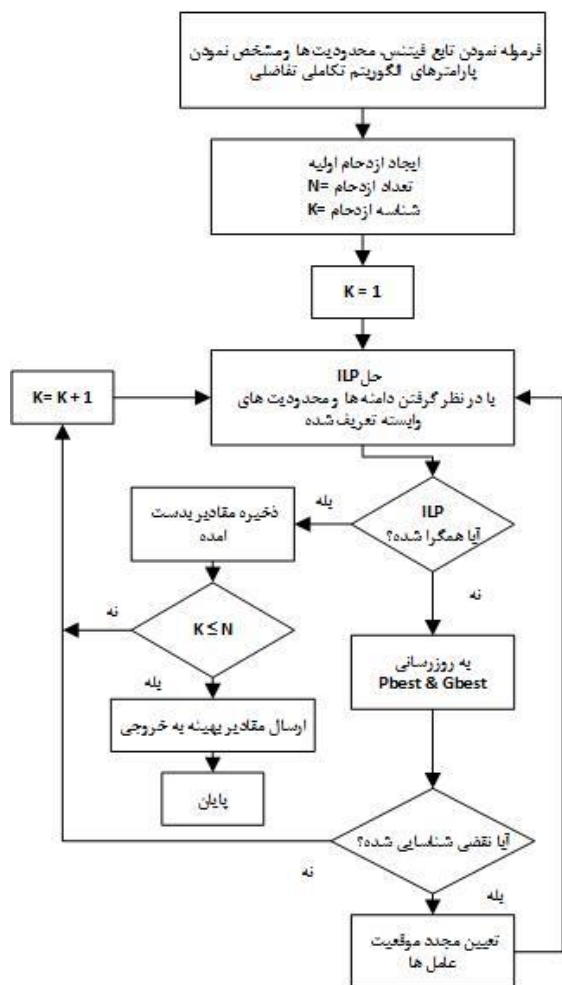 فرموله نمودن تابع فیتنس، محدودیت ها و مشخص نمودن
پارامترهای الگوریتم تکاملی تفاضلی
ایجاد ازدحام اولیه
تعداد ازدحام =N
شناسه ازدحام =K
K = 1
حل ILP
با در نظر گرفتن دامنه ها و محدودیت های
وابسته تعریف شده
K= K + 1
ILP
آیا همگرا شده؟
بله
ذخیره مقادیر بدست
امده
نه
K ≤ N
نه
بله
به روزرسانی
Pbest & Gbest
ارسال مقادیر بهینه به خروجی
پایان
آیا نقضی شناسایی شده؟
نه
بله
تعیین مجدد موقعیت
عامل ها